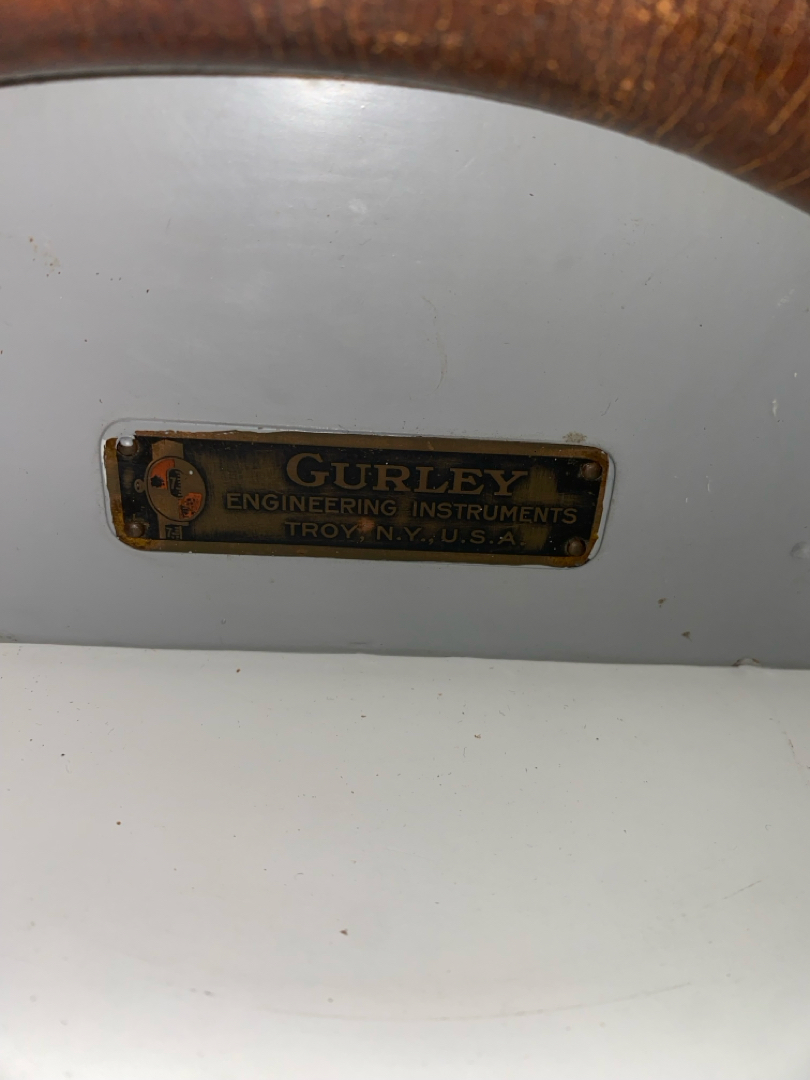 GURLEY
ENGINEERING INSTRUMENTS
TROY, N.Y., U.S.A.